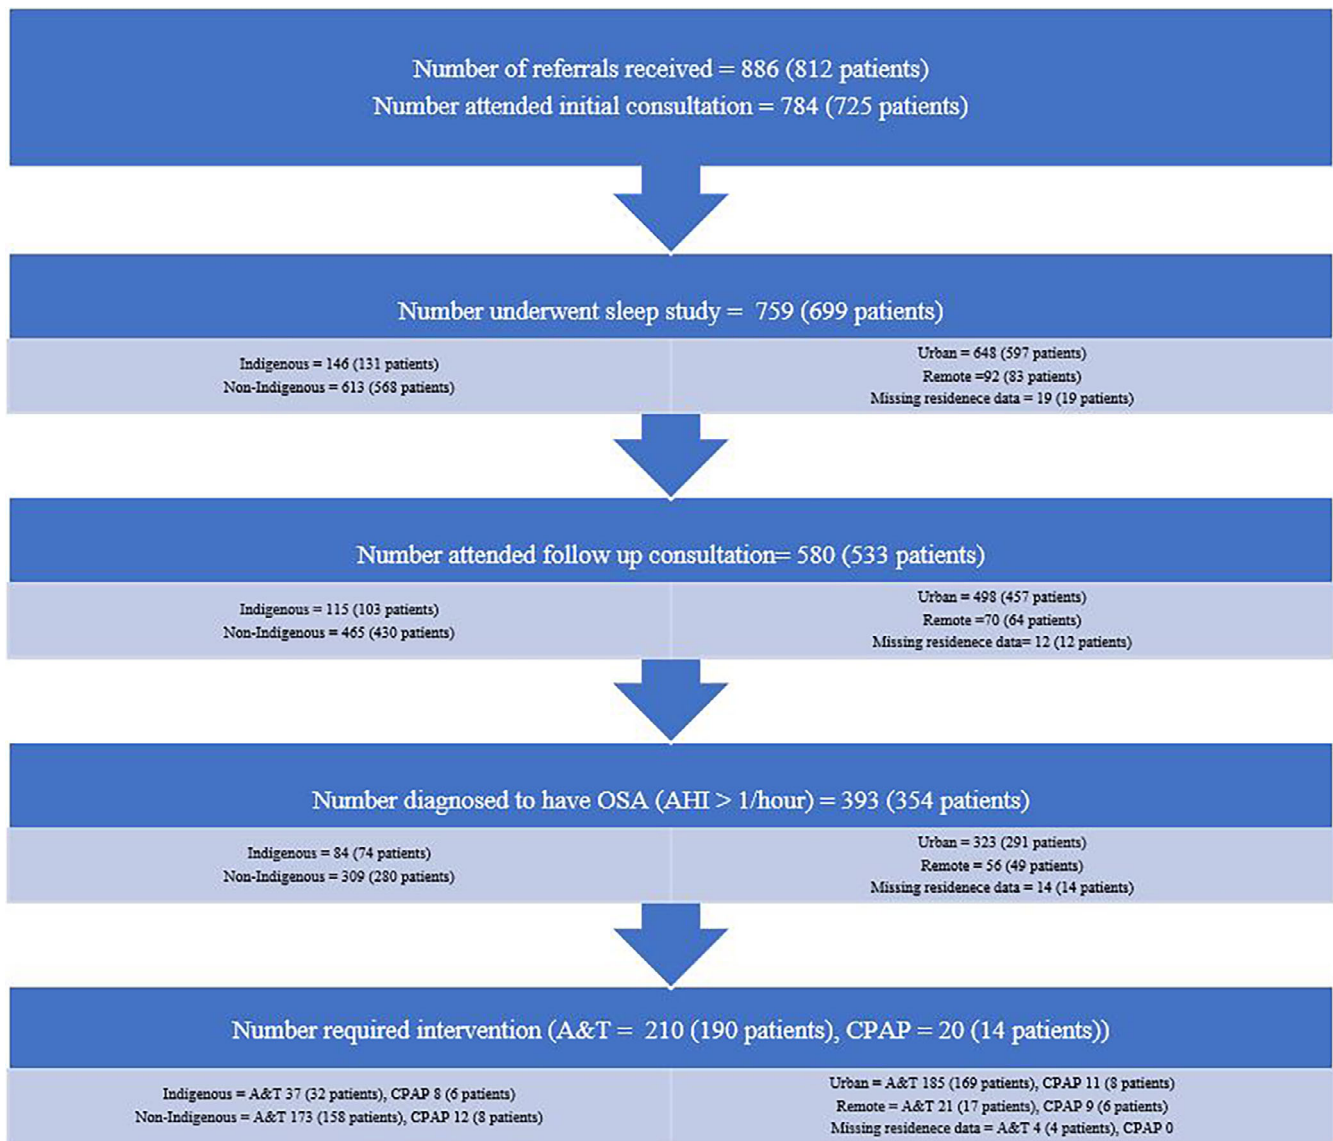 Number of referrals received = 886 (812 patients)
Number attended initial consultation = 784 (725 patients)
Number underwent sleep study =  759 (699 patients)
Indigenous = 146 (131 patients)
Non-Indigenous = 613 (568 patients)
Urban = 648 (597 patients)
Remote =92 (83 patients)
Missing residenece data = 19 (19 patients)
Number attended follow up consultation= 580 (533 patients)
Indigenous = 115 (103 patients)
Non-Indigenous = 465 (430 patients)
Urban = 498 (457 patients)
Remote =70 (64 patients)
Missing residenece data= 12 (12 patients)
Number diagnosed to have OSA (AHI > 1/hour) = 393 (354 patients)
Indigenous = 84 (74 patients)
Non-Indigenous = 309 (280 patients)
Urban = 323 (291 patients)
Remote = 56 (49 patients)
Missing residenece data = 14 (14 patients)
Number required intervention (A&T =  210 (190 patients), CPAP = 20 (14 patients))
Indigenous = A&T 37 (32 patients), CPAP 8 (6 patients)
Non-Indigenous = A&T 173 (158 patients), CPAP 12 (8 patients)
Urban = A&T 185 (169 patients), CPAP 11 (8 patients)
Remote = A&T 21 (17 patients), CPAP 9 (6 patients)
Missing residenece data = A&T 4 (4 patients), CPAP 0